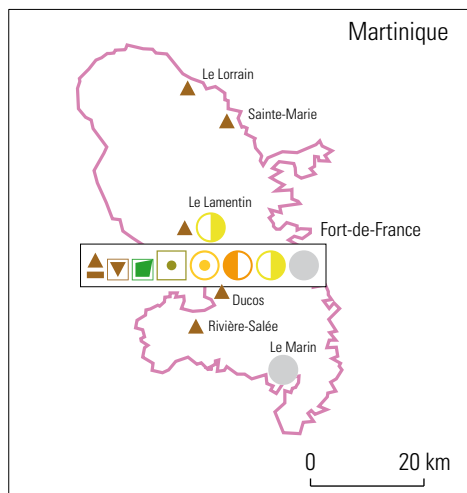 Martinique
Le Lorrain
Sainte-Marie
Le Lamentin
Fort-de-France
Ducos
Rivière-Salée
Le Marin
0 20 km